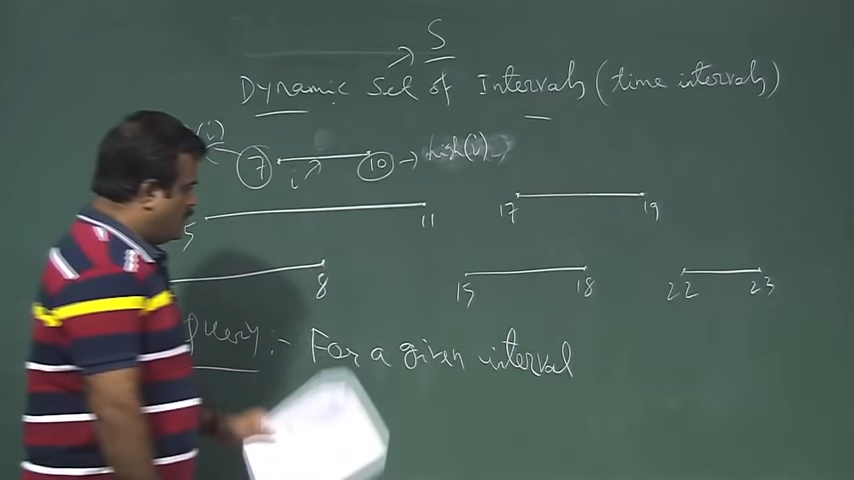 S
Dynamic Set of Intervals (time intervals)
(i) 7 i 10 → high(i)
5 11 17 19
8 15 18 22 23
Query :- For a given interval